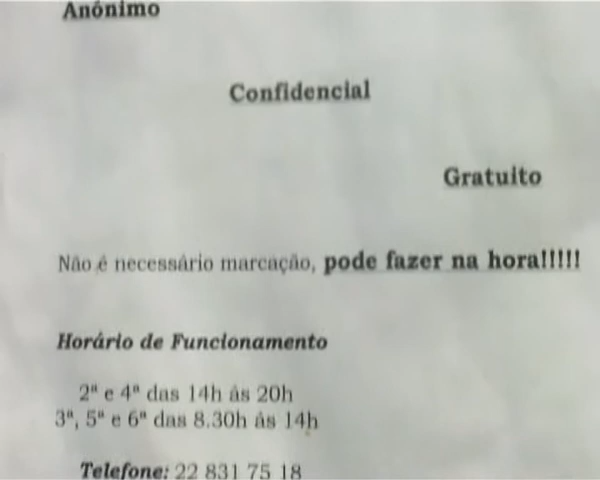 Anónimo
Confidencial
Gratuito
Não é necessário marcação, pode fazer na hora!!!!!
Horário de Funcionamento
2ª e 4ª das 14h ás 20h
3ª, 5ª e 6ª das 8.30h ás 14h
Telefone: 22 831 75 18